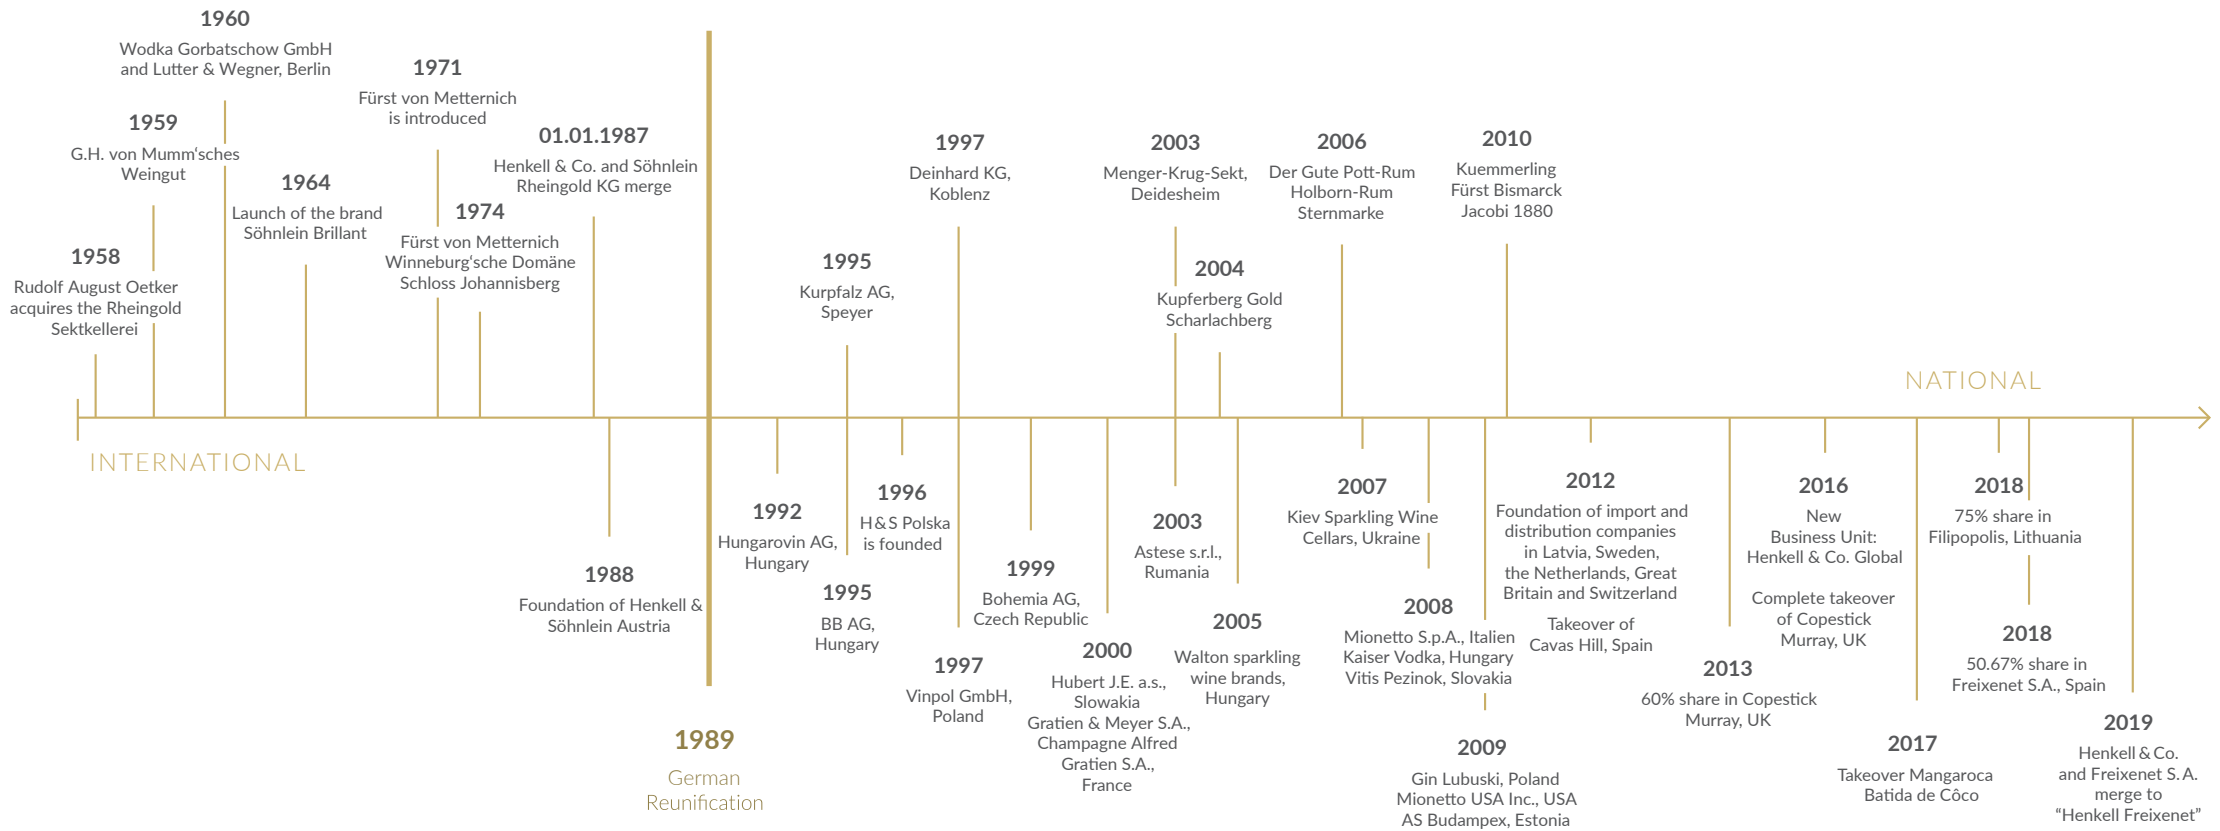 1960
Wodka Gorbatschow GmbH
and Lutter & Wegner, Berlin
1971
Fürst von Metternich
is introduced
1959
G.H. von Mumm‘sches
Weingut
01.01.1987
Henkell & Co. and Söhnlein
Rheingold KG merge
1964
Launch of the brand
Söhnlein Brillant
1974
Fürst von Metternich
Winneburg‘sche Domäne
Schloss Johannisberg
1958
Rudolf August Oetker
acquires the Rheingold
Sektkellerei
1995
Kurpfalz AG,
Speyer
1997
Deinhard KG,
Koblenz
2003
Menger-Krug-Sekt,
Deidesheim
2004
Kupferberg Gold
Scharlachberg
2006
Der Gute Pott-Rum
Holborn-Rum
Sternmarke
2010
Kuemmerling
Fürst Bismarck
Jacobi 1880
NATIONAL
INTERNATIONAL
1988
Foundation of Henkell &
Söhnlein Austria
1989
German
Reunification
1992
Hungarovin AG,
Hungary
1995
BB AG,
Hungary
1996
H & S Polska
is founded
1997
Vinpol GmbH,
Poland
1999
Bohemia AG,
Czech Republic
2000
Hubert J.E. a.s.,
Slowakia
Gratien & Meyer S.A.,
Champagne Alfred
Gratien S.A.,
France
2003
Astese s.r.l.,
Rumania
2005
Walton sparkling
wine brands,
Hungary
2007
Kiev Sparkling Wine
Cellars, Ukraine
2008
Mionetto S.p.A., Italien
Kaiser Vodka, Hungary
Vitis Pezinok, Slovakia
2009
Gin Lubuski, Poland
Mionetto USA Inc., USA
AS Budampex, Estonia
2012
Foundation of import and
distribution companies
in Latvia, Sweden,
the Netherlands, Great
Britain and Switzerland
Takeover of
Cavas Hill, Spain
2013
60% share in Copestick
Murray, UK
2016
New
Business Unit:
Henkell & Co. Global
Complete takeover
of Copestick
Murray, UK
2017
Takeover Mangaroca
Batida de Côco
2018
75% share in
Filipopolis, Lithuania
2018
50.67% share in
Freixenet S.A., Spain
2019
Henkell & Co.
and Freixenet S. A.
merge to
“Henkell Freixenet”